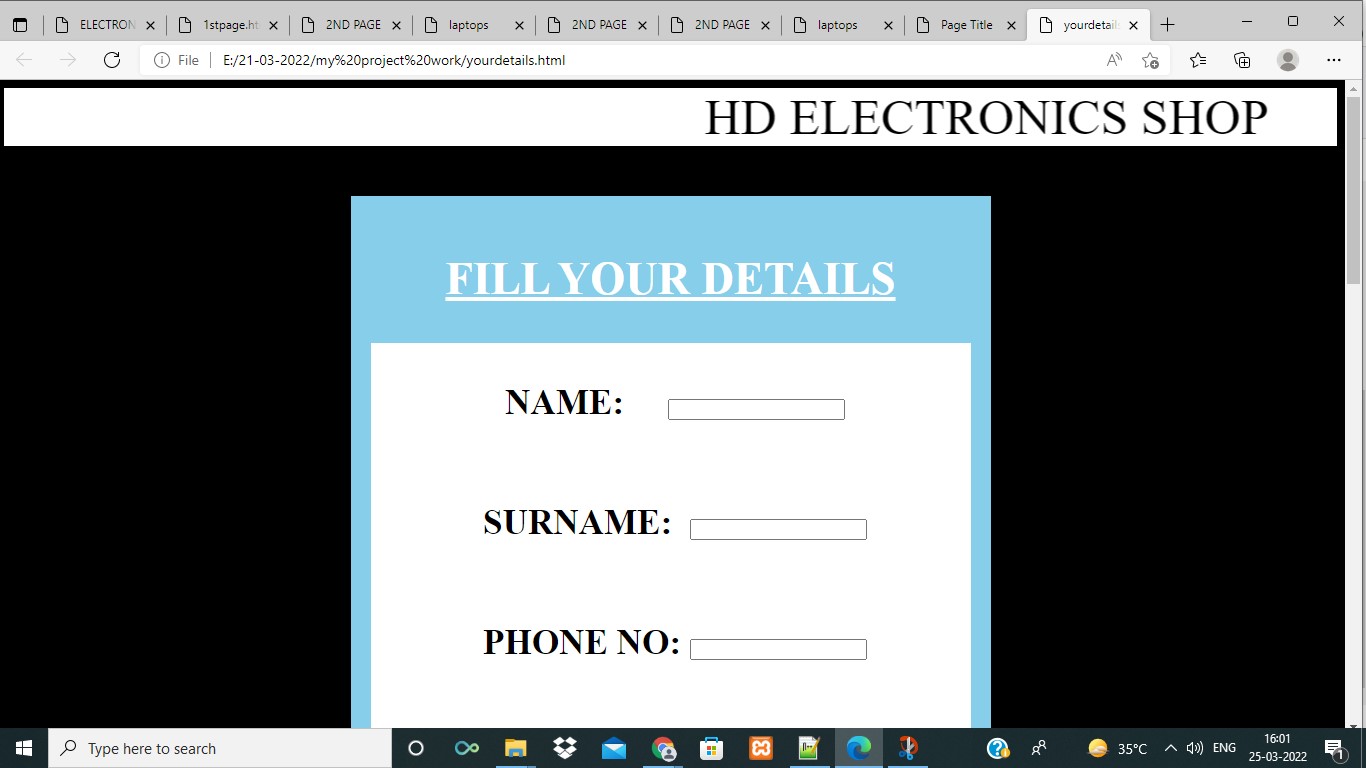 ELECTRON 1stpage.ht 2ND PAGE laptops 2ND PAGE 2ND PAGE laptops Page Title yourdetail
File E:/21-03-2022/my%20project%20work/yourdetails.html
HD ELECTRONICS SHOP
FILL YOUR DETAILS
NAME:
SURNAME:
PHONE NO:
Type here to search 35°C ENG 16:01
25-03-2022 1